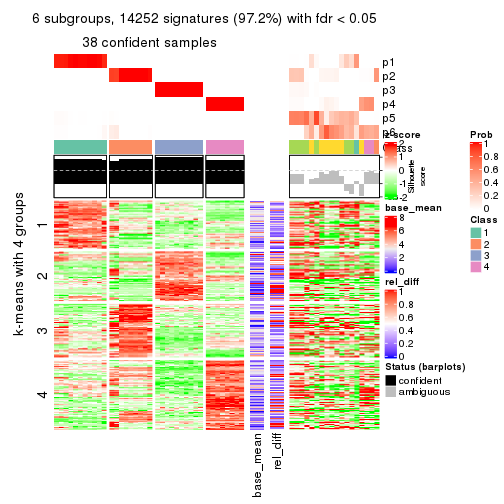 6 subgroups, 14252 signatures (97.2%) with fdr < 0.05
38 confident samples
p1
p2
p3
p4
p5
p6
Class
z-score
2
1
0
-1
-2
Silhouette
score
Prob
1
0.8
0.6
0.4
0.2
0
base_mean
8
6
4
2
0
Class
1
2
3
4
rel_diff
1
0.8
0.6
0.4
0.2
0
Status (barplots)
confident
ambiguous
k-means with 4 groups
1
2
3
4
base_mean
rel_diff